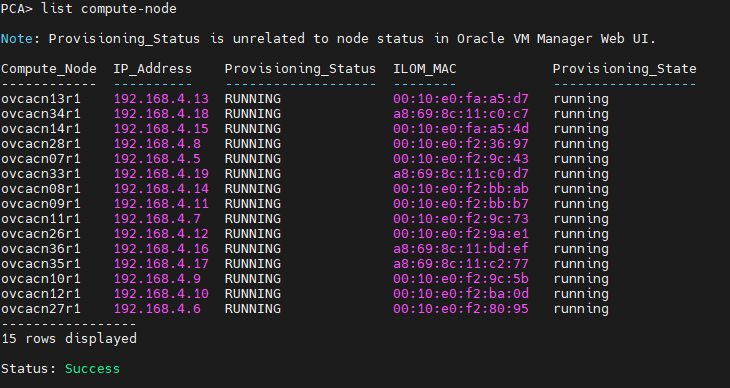 PCA> list compute-node
Note: Provisioning_Status is unrelated to node status in Oracle VM Manager Web UI.
Compute_Node  IP_Address    Provisioning_Status  ILOM_MAC            Provisioning_State
------------  ----------    -------------------  --------            ------------------
ovcacn13r1    192.168.4.13  RUNNING              00:10:e0:fa:a5:d7   running
ovcacn34r1    192.168.4.18  RUNNING              a8:69:8c:11:c0:c7   running
ovcacn14r1    192.168.4.15  RUNNING              00:10:e0:fa:a5:4d   running
ovcacn28r1    192.168.4.8   RUNNING              00:10:e0:f2:36:97   running
ovcacn07r1    192.168.4.5   RUNNING              00:10:e0:f2:9c:43   running
ovcacn33r1    192.168.4.19  RUNNING              a8:69:8c:11:c0:d7   running
ovcacn08r1    192.168.4.14  RUNNING              00:10:e0:f2:bb:ab   running
ovcacn09r1    192.168.4.11  RUNNING              00:10:e0:f2:bb:b7   running
ovcacn11r1    192.168.4.7   RUNNING              00:10:e0:f2:9c:73   running
ovcacn26r1    192.168.4.12  RUNNING              00:10:e0:f2:9a:e1   running
ovcacn36r1    192.168.4.16  RUNNING              a8:69:8c:11:bd:ef   running
ovcacn35r1    192.168.4.17  RUNNING              a8:69:8c:11:c2:77   running
ovcacn10r1    192.168.4.9   RUNNING              00:10:e0:f2:9c:5b   running
ovcacn12r1    192.168.4.10  RUNNING              00:10:e0:f2:ba:0d   running
ovcacn27r1    192.168.4.6   RUNNING              00:10:e0:f2:80:95   running
-----------------
15 rows displayed
Status: Success